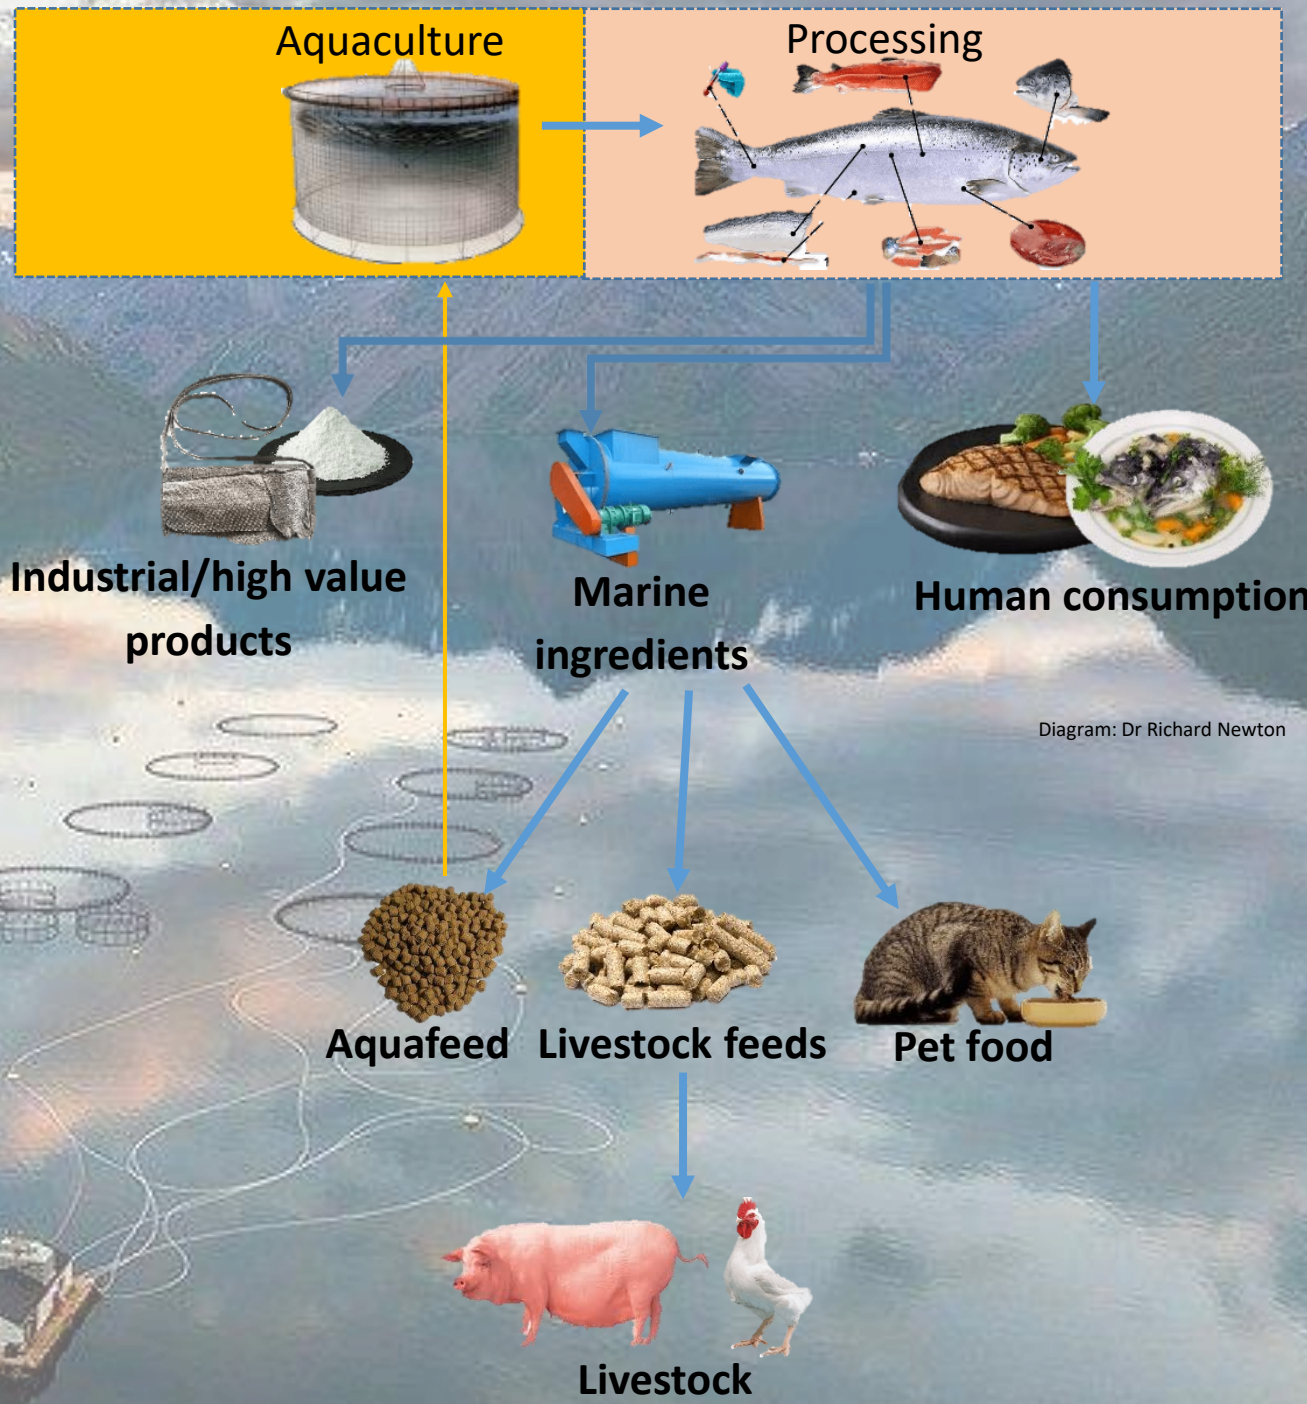 Aquaculture
Processing
Industrial/high value
products
Marine
ingredients
Human consumption
Diagram: Dr Richard Newton
Aquafeed
Livestock feeds
Pet food
Livestock